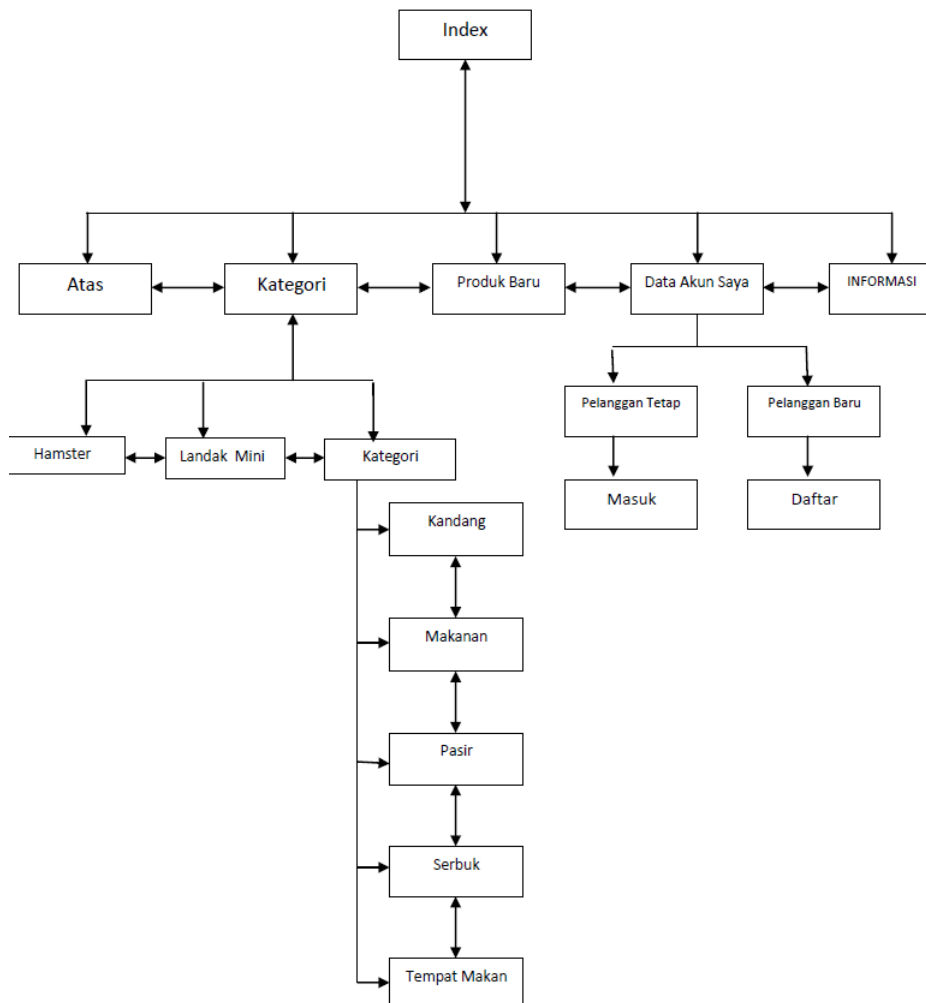 Index
Atas
Kategori
Produk Baru
Data Akun Saya
INFORMASI
Pelanggan Tetap
Pelanggan Baru
Hamster
Landak Mini
Kategori
Masuk
Daftar
Kandang
Makanan
Pasir
Serbuk
Tempat Makan